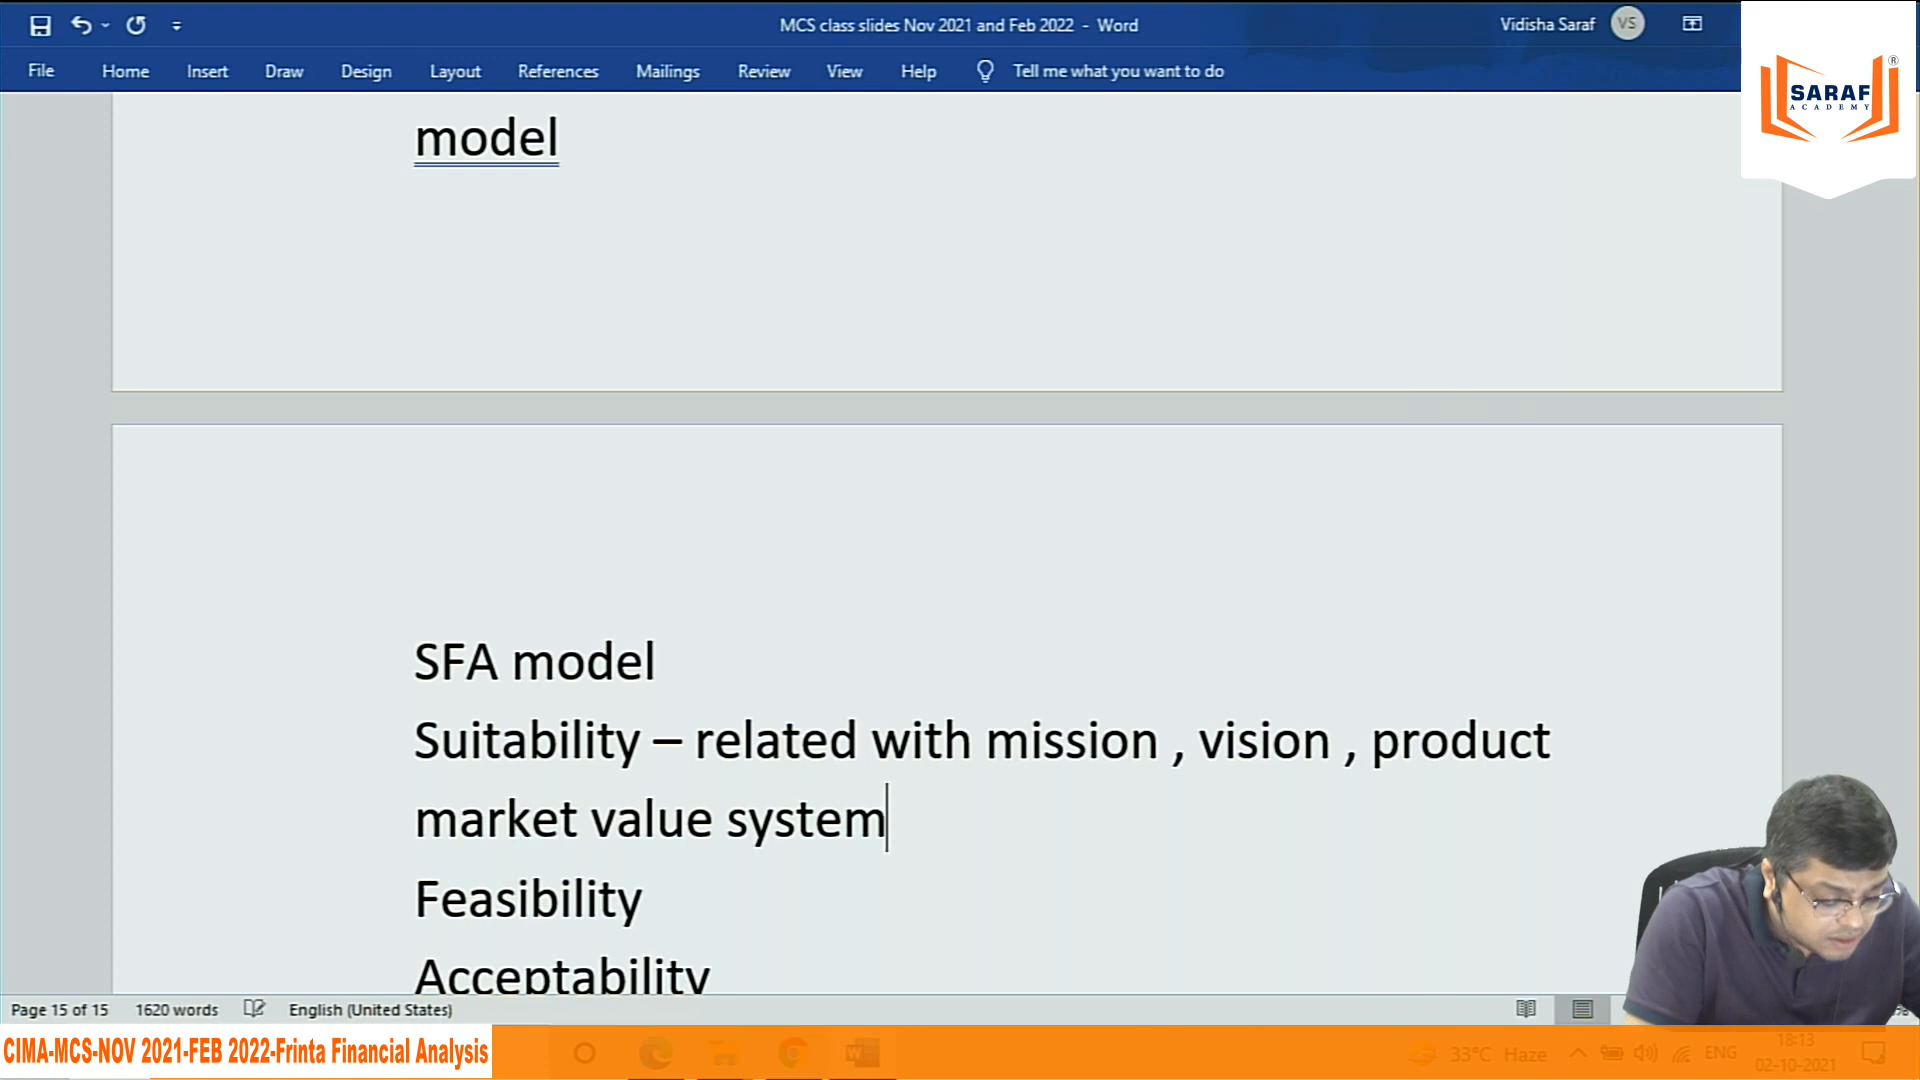 MCS class slides Nov 2021 and Feb 2022 - Word
Vidisha Saraf
VS
File Home Insert Draw Design Layout References Mailings Review View Help Tell me what you want to do
SARAF
ACADEMY
®
model
SFA model
Suitability – related with mission , vision , product
market value system
Feasibility
Acceptability
Page 15 of 15 1620 words English (United States)
CIMA-MCS-NOV 2021-FEB 2022-Frinta Financial Analysis
33°C Haze
ENG
18:13
02-10-2021